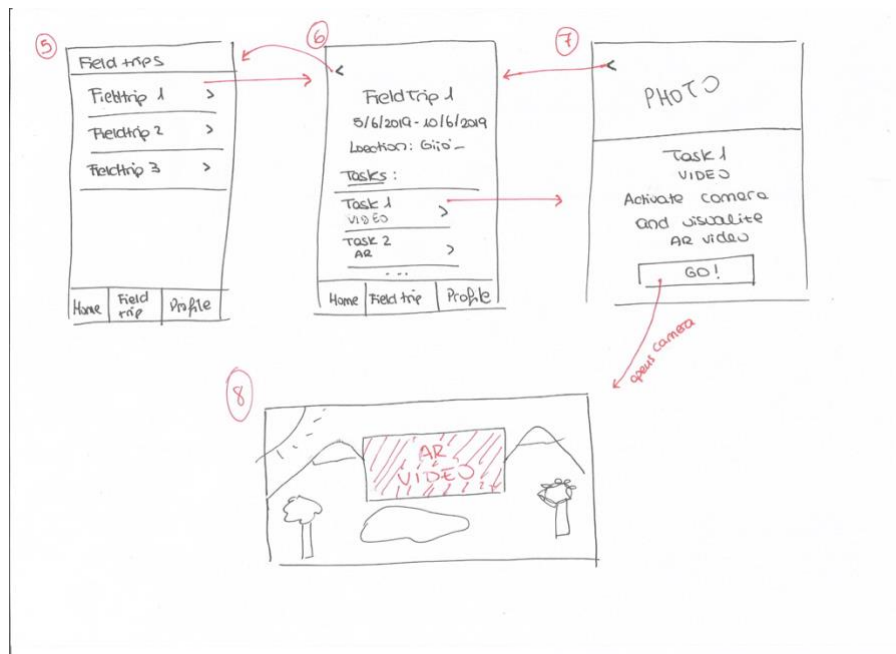 5
Field trips
Fieldtrip 1 >
Fieldtrip 2 >
Fieldtrip 3 >
Home Field trip Profile
6
<
FieldTrip 1
5/6/2019 - 10/6/2019
Location:
Tasks:
Task 1 >
VIDEO
Task 2 >
AR
...
Home Field trip Profile
7
<
PHOTO
Task 1
VIDEO
Activate camera
and visualite
AR video
GO!
opens camera
8
AR
VIDEO